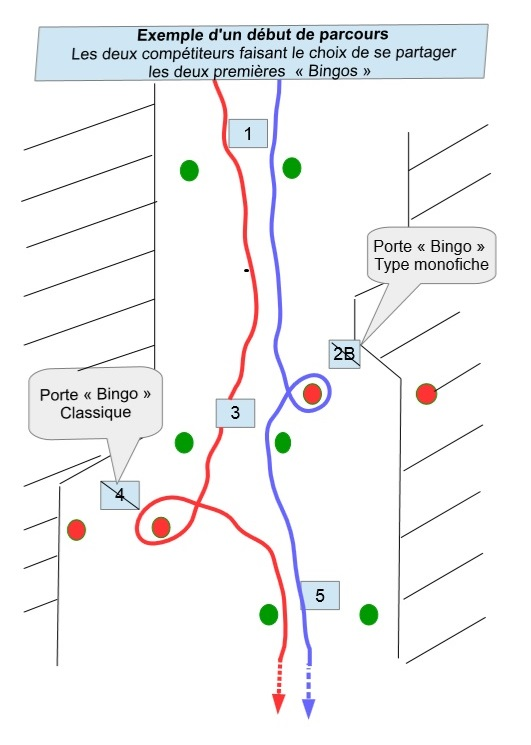 Exemple d'un début de parcours
Les deux compétiteurs faisant le choix de se partager
les deux premières « Bingos »
1
Porte « Bingo »
Type monofiche
2B
Porte « Bingo »
Classique
3
4
5